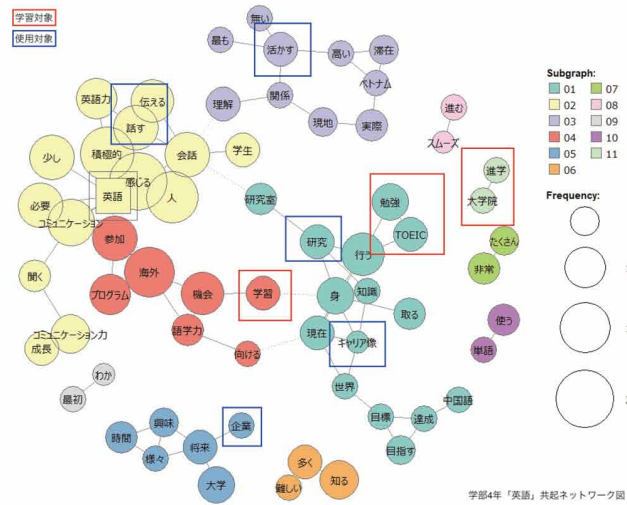 学習対象
使用対象
無い
最も
活かす
高い
滞在
ベトナム
関係
理解
現地
実際
英語力
伝える
話す
積極的
会話
学生
少し
感じる
英語
人
必要
コミュニケーション
聞く
コミュニケーション力
成長
参加
海外
プログラム
機会
学習
語学力
向ける
わか
最初
研究室
研究
勉強
TOEIC
行う
身
知識
取る
現在
キャリア像
世界
目標
達成
中国語
目指す
進む
スムーズ
進学
大学院
たくさん
非常
使う
単語
興味
時間
様々
将来
企業
大学
多く
難しい
知る
Subgraph:
01 07
02 08
03 09
04 10
05 11
06
Frequency:
学部4年「英語」共起ネットワーク図